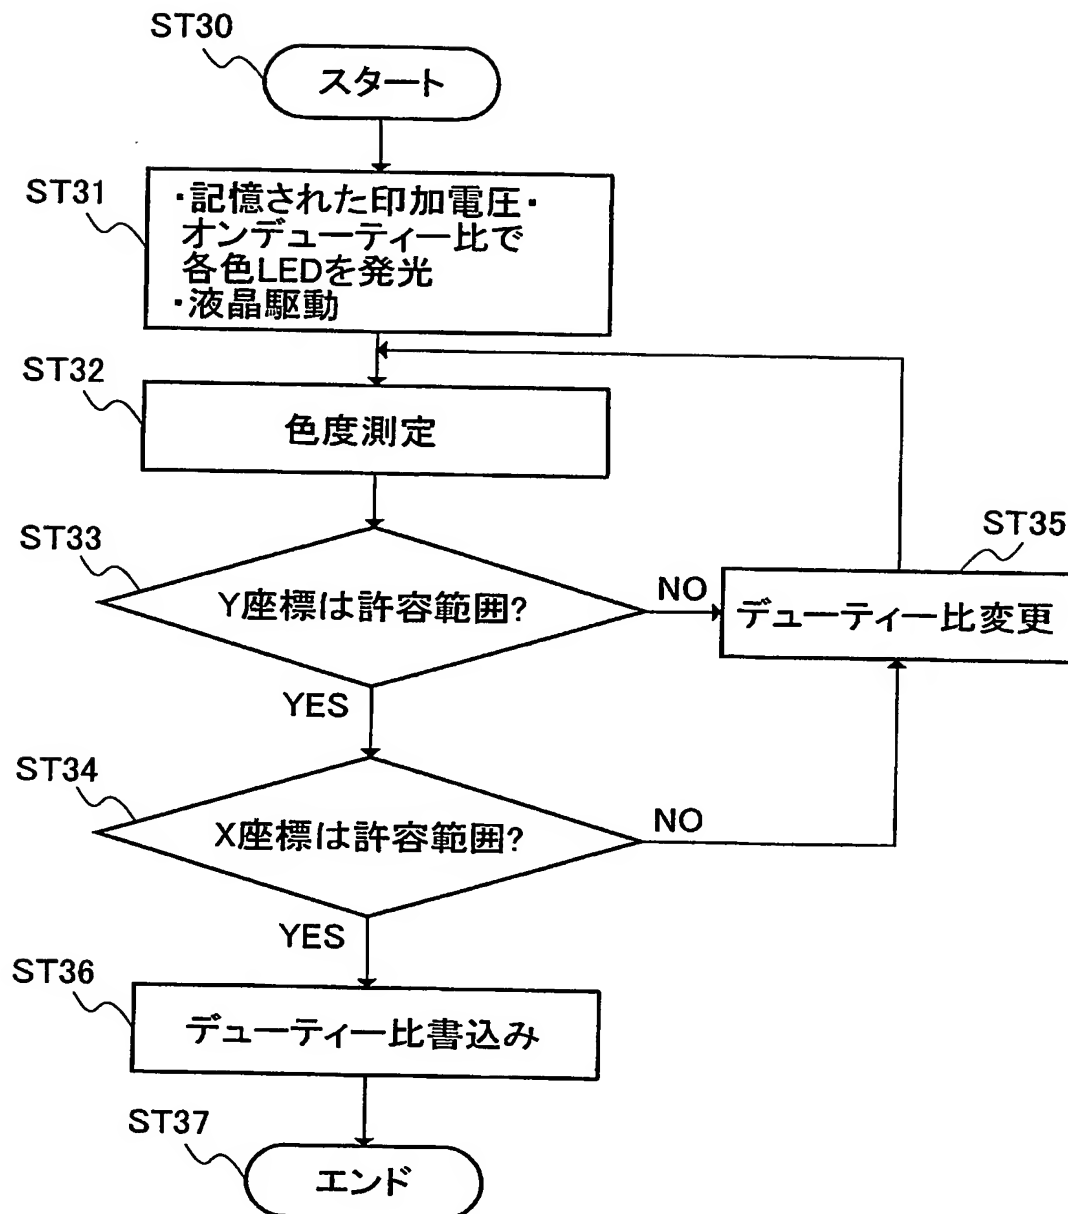 ST30
スタート
ST31
・記憶された印加電圧・
オンデューティー比で
各色LEDを発光
・液晶駆動
ST32
色度測定
ST33
Y座標は許容範囲?
NO
ST35
デューティー比変更
YES
ST34
X座標は許容範囲?
NO
YES
ST36
デューティー比書込み
ST37
エンド